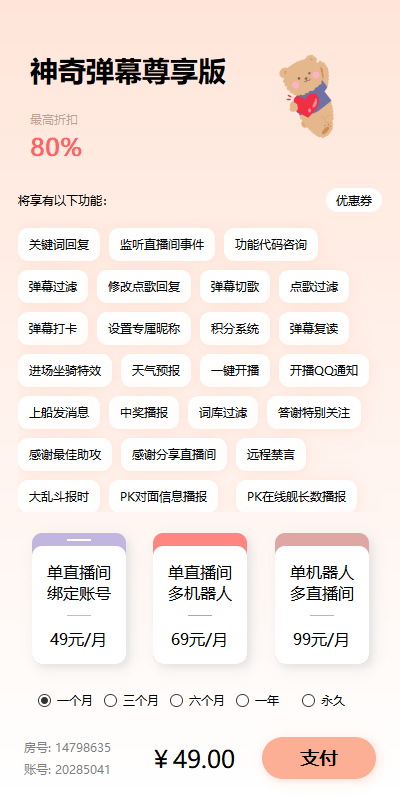 神奇弹幕尊享版
最高折扣
80%
将享有以下功能：
优惠券
关键词回复 监听直播间事件 功能代码咨询
弹幕过滤 修改点歌回复 弹幕切歌 点歌过滤
弹幕打卡 设置专属昵称 积分系统 弹幕复读
进场坐骑特效 天气预报 一键开播 开播QQ通知
上船发消息 中奖播报 词库过滤 答谢特别关注
感谢最佳助攻 感谢分享直播间 远程禁言
大乱斗报时 PK对面信息播报 PK在线舰长数播报
单直播间
绑定账号
49元/月
单直播间
多机器人
69元/月
单机器人
多直播间
99元/月
一个月 三个月 六个月 一年 永久
房号: 14798635
账号: 20285041
￥49.00
支付